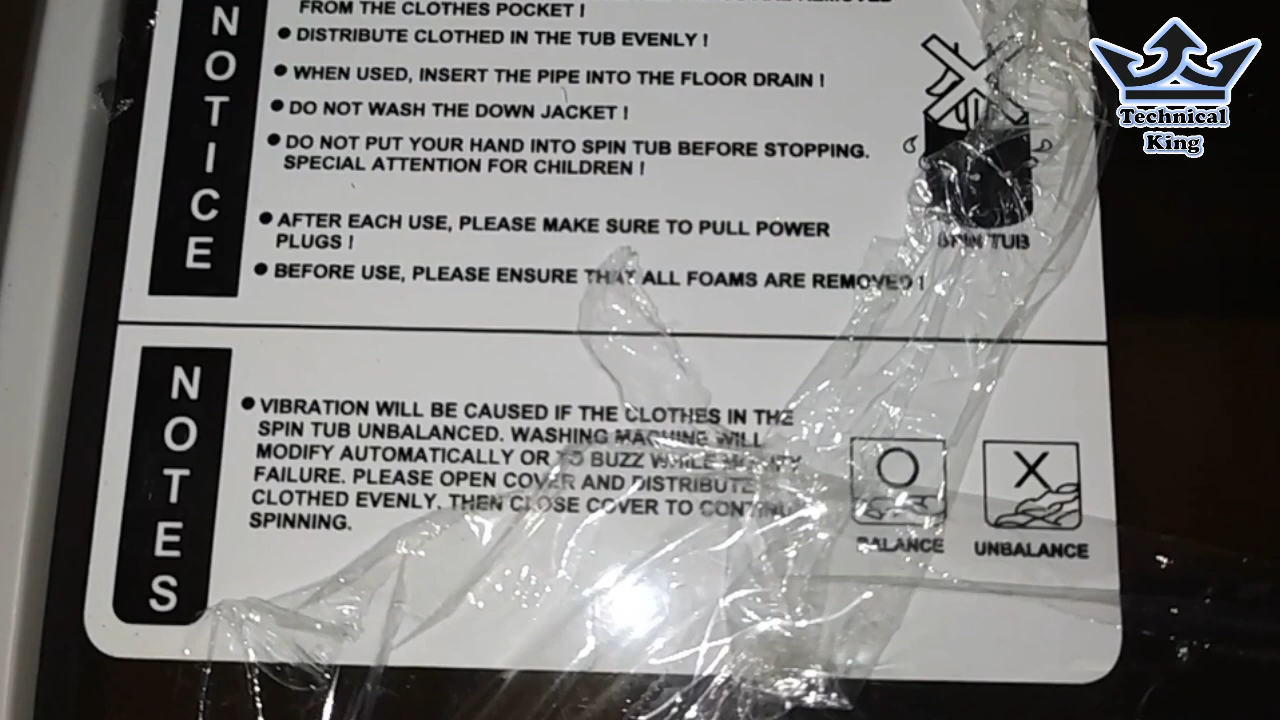 FROM THE CLOTHES POCKET !
● DISTRIBUTE CLOTHED IN THE TUB EVENLY !
● WHEN USED, INSERT THE PIPE INTO THE FLOOR DRAIN !
● DO NOT WASH THE DOWN JACKET !
● DO NOT PUT YOUR HAND INTO SPIN TUB BEFORE STOPPING.
SPECIAL ATTENTION FOR CHILDREN !
● AFTER EACH USE, PLEASE MAKE SURE TO PULL POWER
PLUGS !
● BEFORE USE, PLEASE ENSURE THAT ALL FOAMS ARE REMOVED !
NOTICE
SPIN TUB
NOTES
● VIBRATION WILL BE CAUSED IF THE CLOTHES IN THE
SPIN TUB UNBALANCED. WASHING MACHINE WILL
MODIFY AUTOMATICALLY OR TO BUZZ WHILE
FAILURE. PLEASE OPEN COVER AND DISTRIBUTE
CLOTHED EVENLY. THEN CLOSE COVER TO
SPINNING.
BALANCE
UNBALANCE
Technical
King